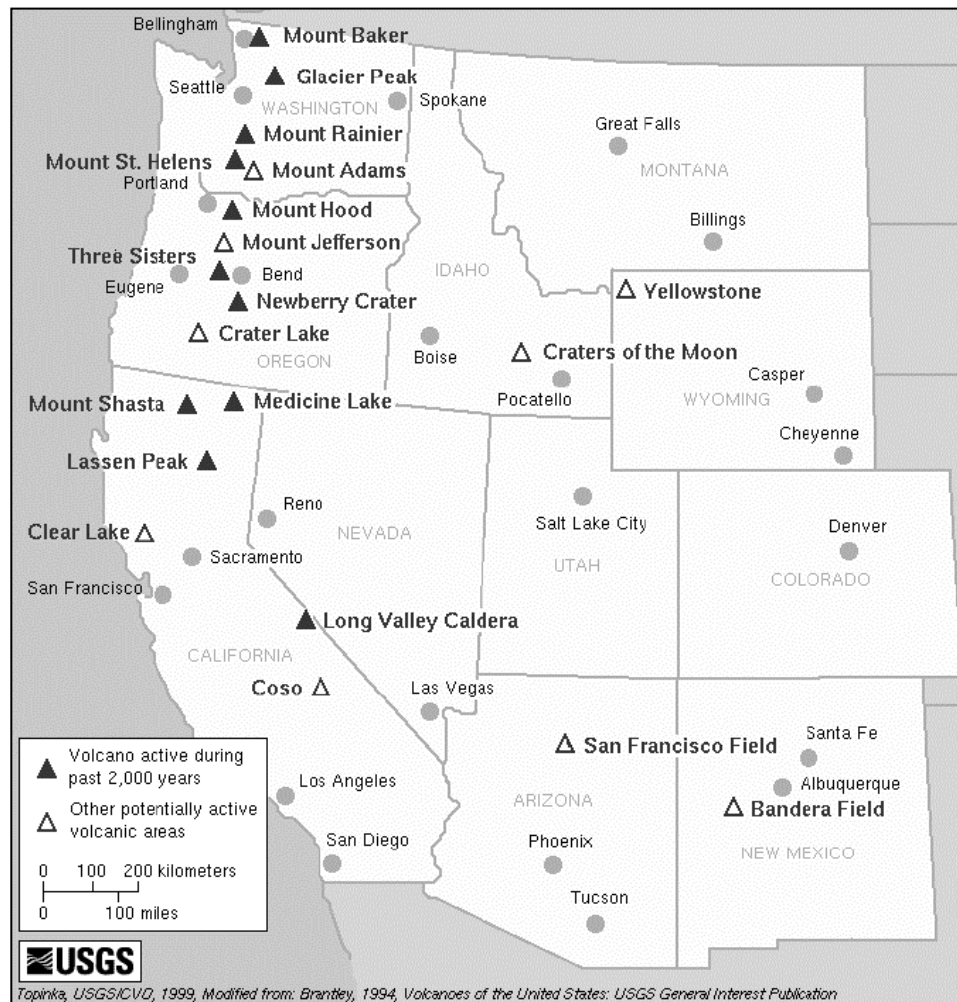 Bellingham
Mount Baker
Glacier Peak
Seattle
WASHINGTON
Spokane
Great Falls
Mount Rainier
Mount St. Helens
Mount Adams
MONTANA
Portland
Mount Hood
Billings
Mount Jefferson
Three Sisters
IDAHO
Eugene
Bend
Yellowstone
Newberry Crater
Crater Lake
OREGON
Boise
Craters of the Moon
Casper
Pocatello
WYOMING
Mount Shasta
Medicine Lake
Cheyenne
Lassen Peak
Reno
Salt Lake City
Denver
Clear Lake
NEVADA
Sacramento
UTAH
COLORADO
San Francisco
Long Valley Caldera
CALIFORNIA
Coso
Las Vegas
San Francisco Field
Santa Fe
Albuquerque
Los Angeles
ARIZONA
Bandera Field
San Diego
Phoenix
NEW MEXICO
Tucson
Volcano active during
past 2,000 years
Other potentially active
volcanic areas
0 100 200 kilometers
0 100 miles
USGS
Topinka, USGS/CVO, 1999, Modified from: Brantley, 1994, Volcanoes of the United States: USGS General Interest Publication